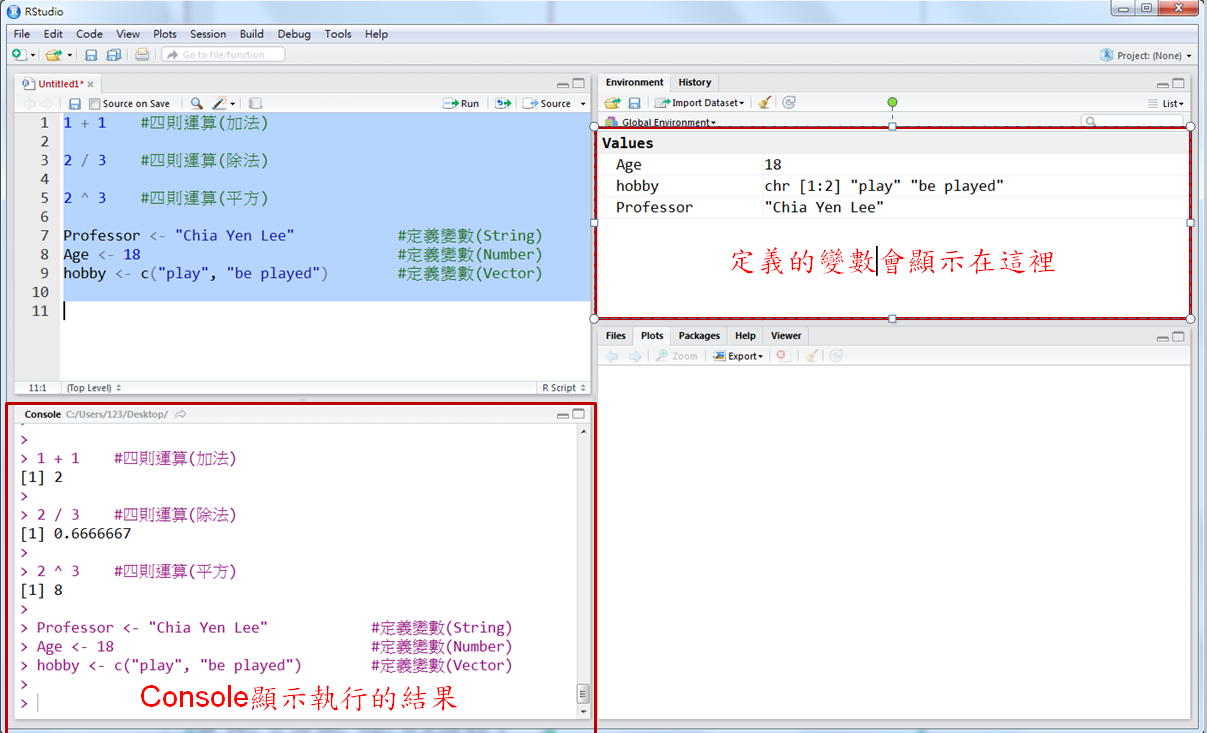 RStudio
File Edit Code View Plots Session Build Debug Tools Help
Go to file/function
Project: (None)
Untitled1*
Source on Save
Run
Source
1 1 + 1 #四則運算(加法)
2
3 2 / 3 #四則運算(除法)
4
5 2 ^ 3 #四則運算(平方)
6
7 Professor <- "Chia Yen Lee" #定義變數(String)
8 Age <- 18 #定義變數(Number)
9 hobby <- c("play", "be played") #定義變數(Vector)
10
11
11:1 (Top Level) R Script
Console C:/Users/123/Desktop/
>
> 1 + 1 #四則運算(加法)
[1] 2
>
> 2 / 3 #四則運算(除法)
[1] 0.6666667
>
> 2 ^ 3 #四則運算(平方)
[1] 8
>
> Professor <- "Chia Yen Lee" #定義變數(String)
> Age <- 18 #定義變數(Number)
> hobby <- c("play", "be played") #定義變數(Vector)
>
>
Console顯示執行的結果
Environment History
Import Dataset
List
Global Environment
Values
Age 18
hobby chr [1:2] "play" "be played"
Professor "Chia Yen Lee"
定義的變數會顯示在這裡
Files Plots Packages Help Viewer
Zoom Export